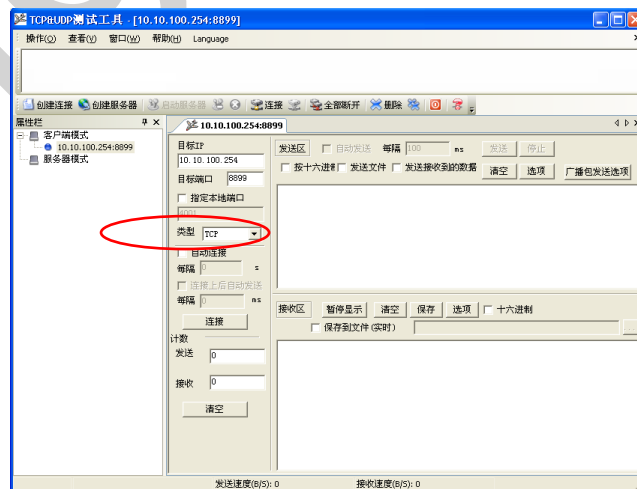 TCP&UDP测试工具 - [10.10.100.254:8899]
操作(O) 查看(V) 窗口(W) 帮助(H) Language
创建连接 创建服务器 启动服务器 连接 全部断开 删除
属性栏
客户端模式
10.10.100.254:8899
服务器模式
10.10.100.254:8899
目标IP
10.10.100.254
目标端口 8899
指定本地端口
4001
类型 TCP
自动连接
每隔 0 s
连接上后自动发送
每隔 0 ms
连接
计数
发送 0
接收 0
清空
发送区 自动发送 每隔 100 ms 发送 停止
按十六进制 发送文件 发送接收到的数据 清空 选项 广播包发送选项
接收区 暂停显示 清空 保存 选项 十六进制
保存到文件(实时)
发送速度(B/S): 0 接收速度(B/S): 0